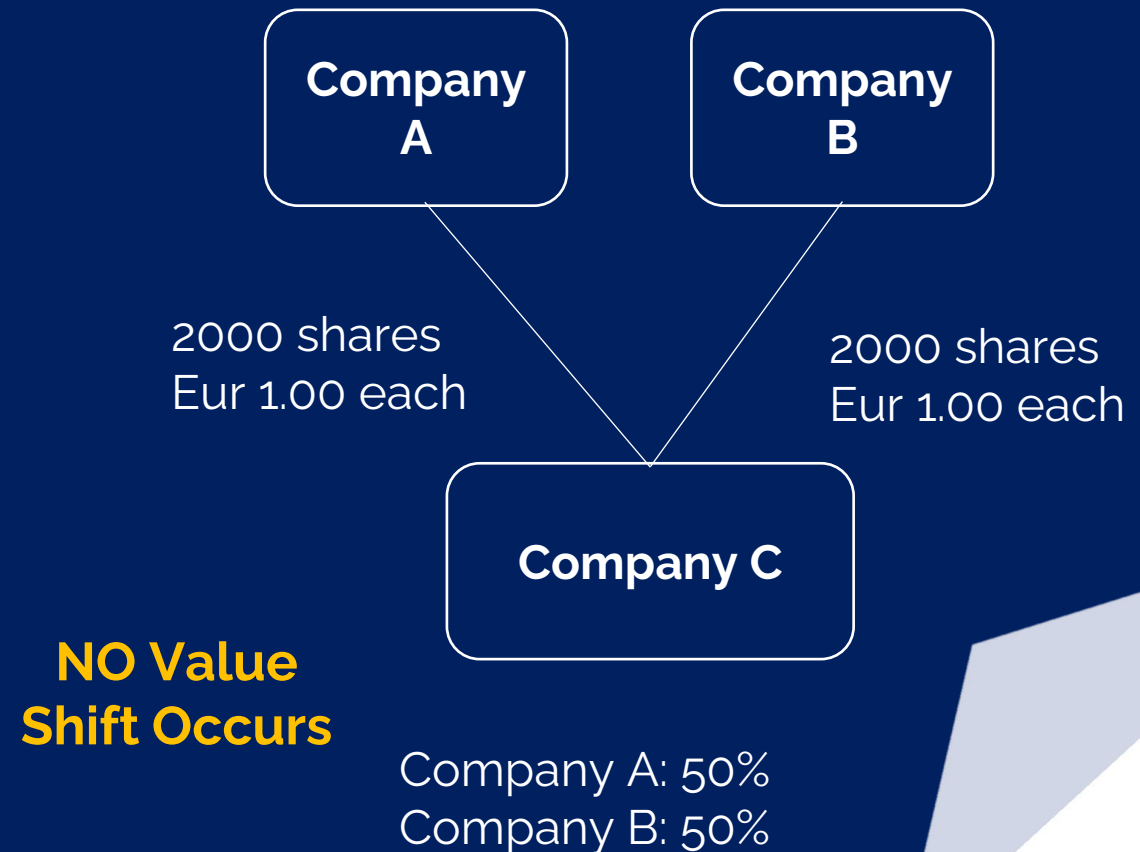 Company
A
Company
B
2000 shares
Eur 1.00 each
2000 shares
Eur 1.00 each
Company C
NO Value
Shift Occurs
Company A: 50%
Company B: 50%